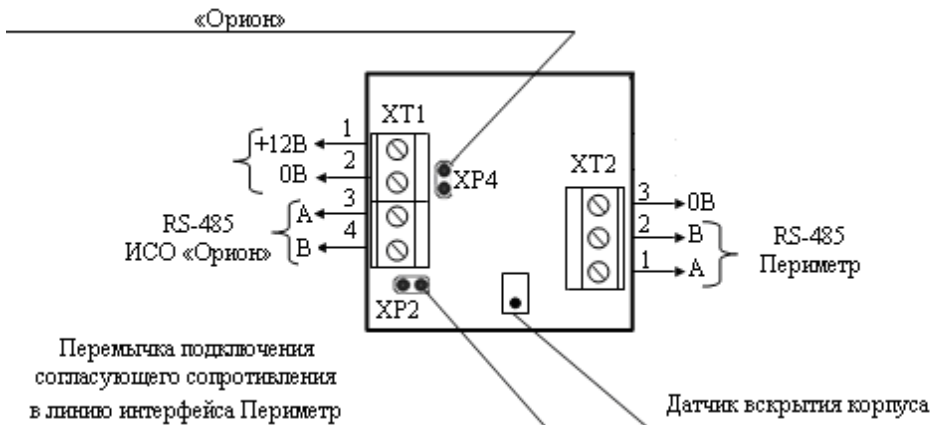 «Орион»
XT1
1
+12В
2
0В
3
А
4
В
RS-485
ИСО «Орион»
XP4
XP2
XT2
3
0В
2
В
1
А
RS-485
Периметр
Перемычка подключения
согласующего сопротивления
в линию интерфейса Периметр
Датчик вскрытия корпуса